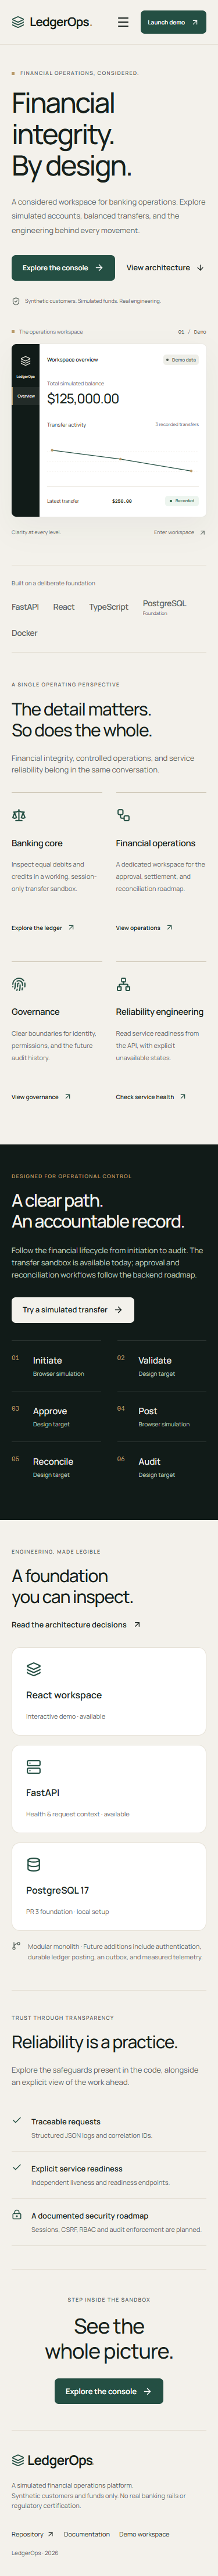 LedgerOps.
Launch demo
FINANCIAL OPERATIONS, CONSIDERED.
Financial
integrity.
By design.
A considered workspace for banking operations. Explore
simulated accounts, balanced transfers, and the
engineering behind every movement.
Explore the console
View architecture
Synthetic customers. Simulated funds. Real engineering.
The operations workspace
01 / Demo
LedgerOps
Overview
Workspace overview
Demo data
Total simulated balance
$125,000.00
Transfer activity
3 recorded transfers
Latest transfer
$250.00
Recorded
Clarity at every level.
Enter workspace
Built on a deliberate foundation
FastAPI
React
TypeScript
PostgreSQL
Foundation
Docker
A SINGLE OPERATING PERSPECTIVE
The detail matters.
So does the whole.
Financial integrity, controlled operations, and service
reliability belong in the same conversation.
Banking core
Inspect equal debits and
credits in a working, session-
only transfer sandbox.
Explore the ledger
Financial operations
A dedicated workspace for the
approval, settlement, and
reconciliation roadmap.
View operations
Governance
Clear boundaries for identity,
permissions, and the future
audit history.
View governance
Reliability engineering
Read service readiness from
the API, with explicit
unavailable states.
Check service health
DESIGNED FOR OPERATIONAL CONTROL
A clear path.
An accountable record.
Follow the financial lifecycle from initiation to audit. The
transfer sandbox is available today; approval and
reconciliation workflows follow the backend roadmap.
Try a simulated transfer
01
Initiate
Browser simulation
02
Validate
Design target
03
Approve
Design target
04
Post
Browser simulation
05
Reconcile
Design target
06
Audit
Design target
ENGINEERING, MADE LEGIBLE
A foundation
you can inspect.
Read the architecture decisions
React workspace
Interactive demo · available
FastAPI
Health & request context · available
PostgreSQL 17
PR 3 foundation · local setup
Modular monolith · Future additions include authentication,
durable ledger posting, an outbox, and measured telemetry.
TRUST THROUGH TRANSPARENCY
Reliability is a practice.
Explore the safeguards present in the code, alongside
an explicit view of the work ahead.
Traceable requests
Structured JSON logs and correlation IDs.
Explicit service readiness
Independent liveness and readiness endpoints.
A documented security roadmap
Sessions, CSRF, RBAC and audit enforcement are planned.
STEP INSIDE THE SANDBOX
See the
whole picture.
Explore the console
LedgerOps.
A simulated financial operations platform.
Synthetic customers and funds only. No real banking rails or
regulatory certification.
Repository
Documentation
Demo workspace
LedgerOps · 2026